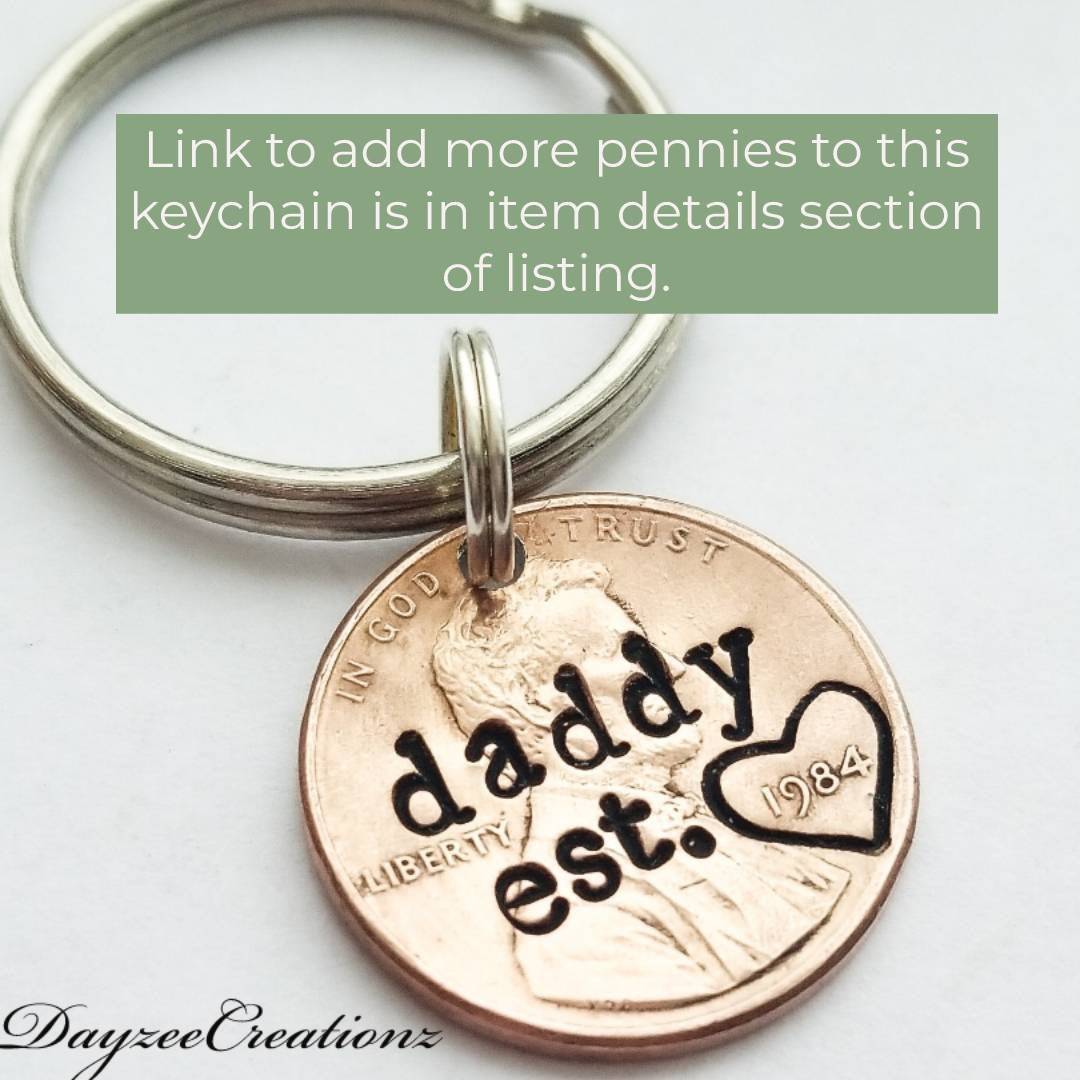 Link to add more pennies to this
keychain is in item details section
of listing.
IN GOD TRUST
daddy
1984
est.
LIBERTY
DayzeeCreationz